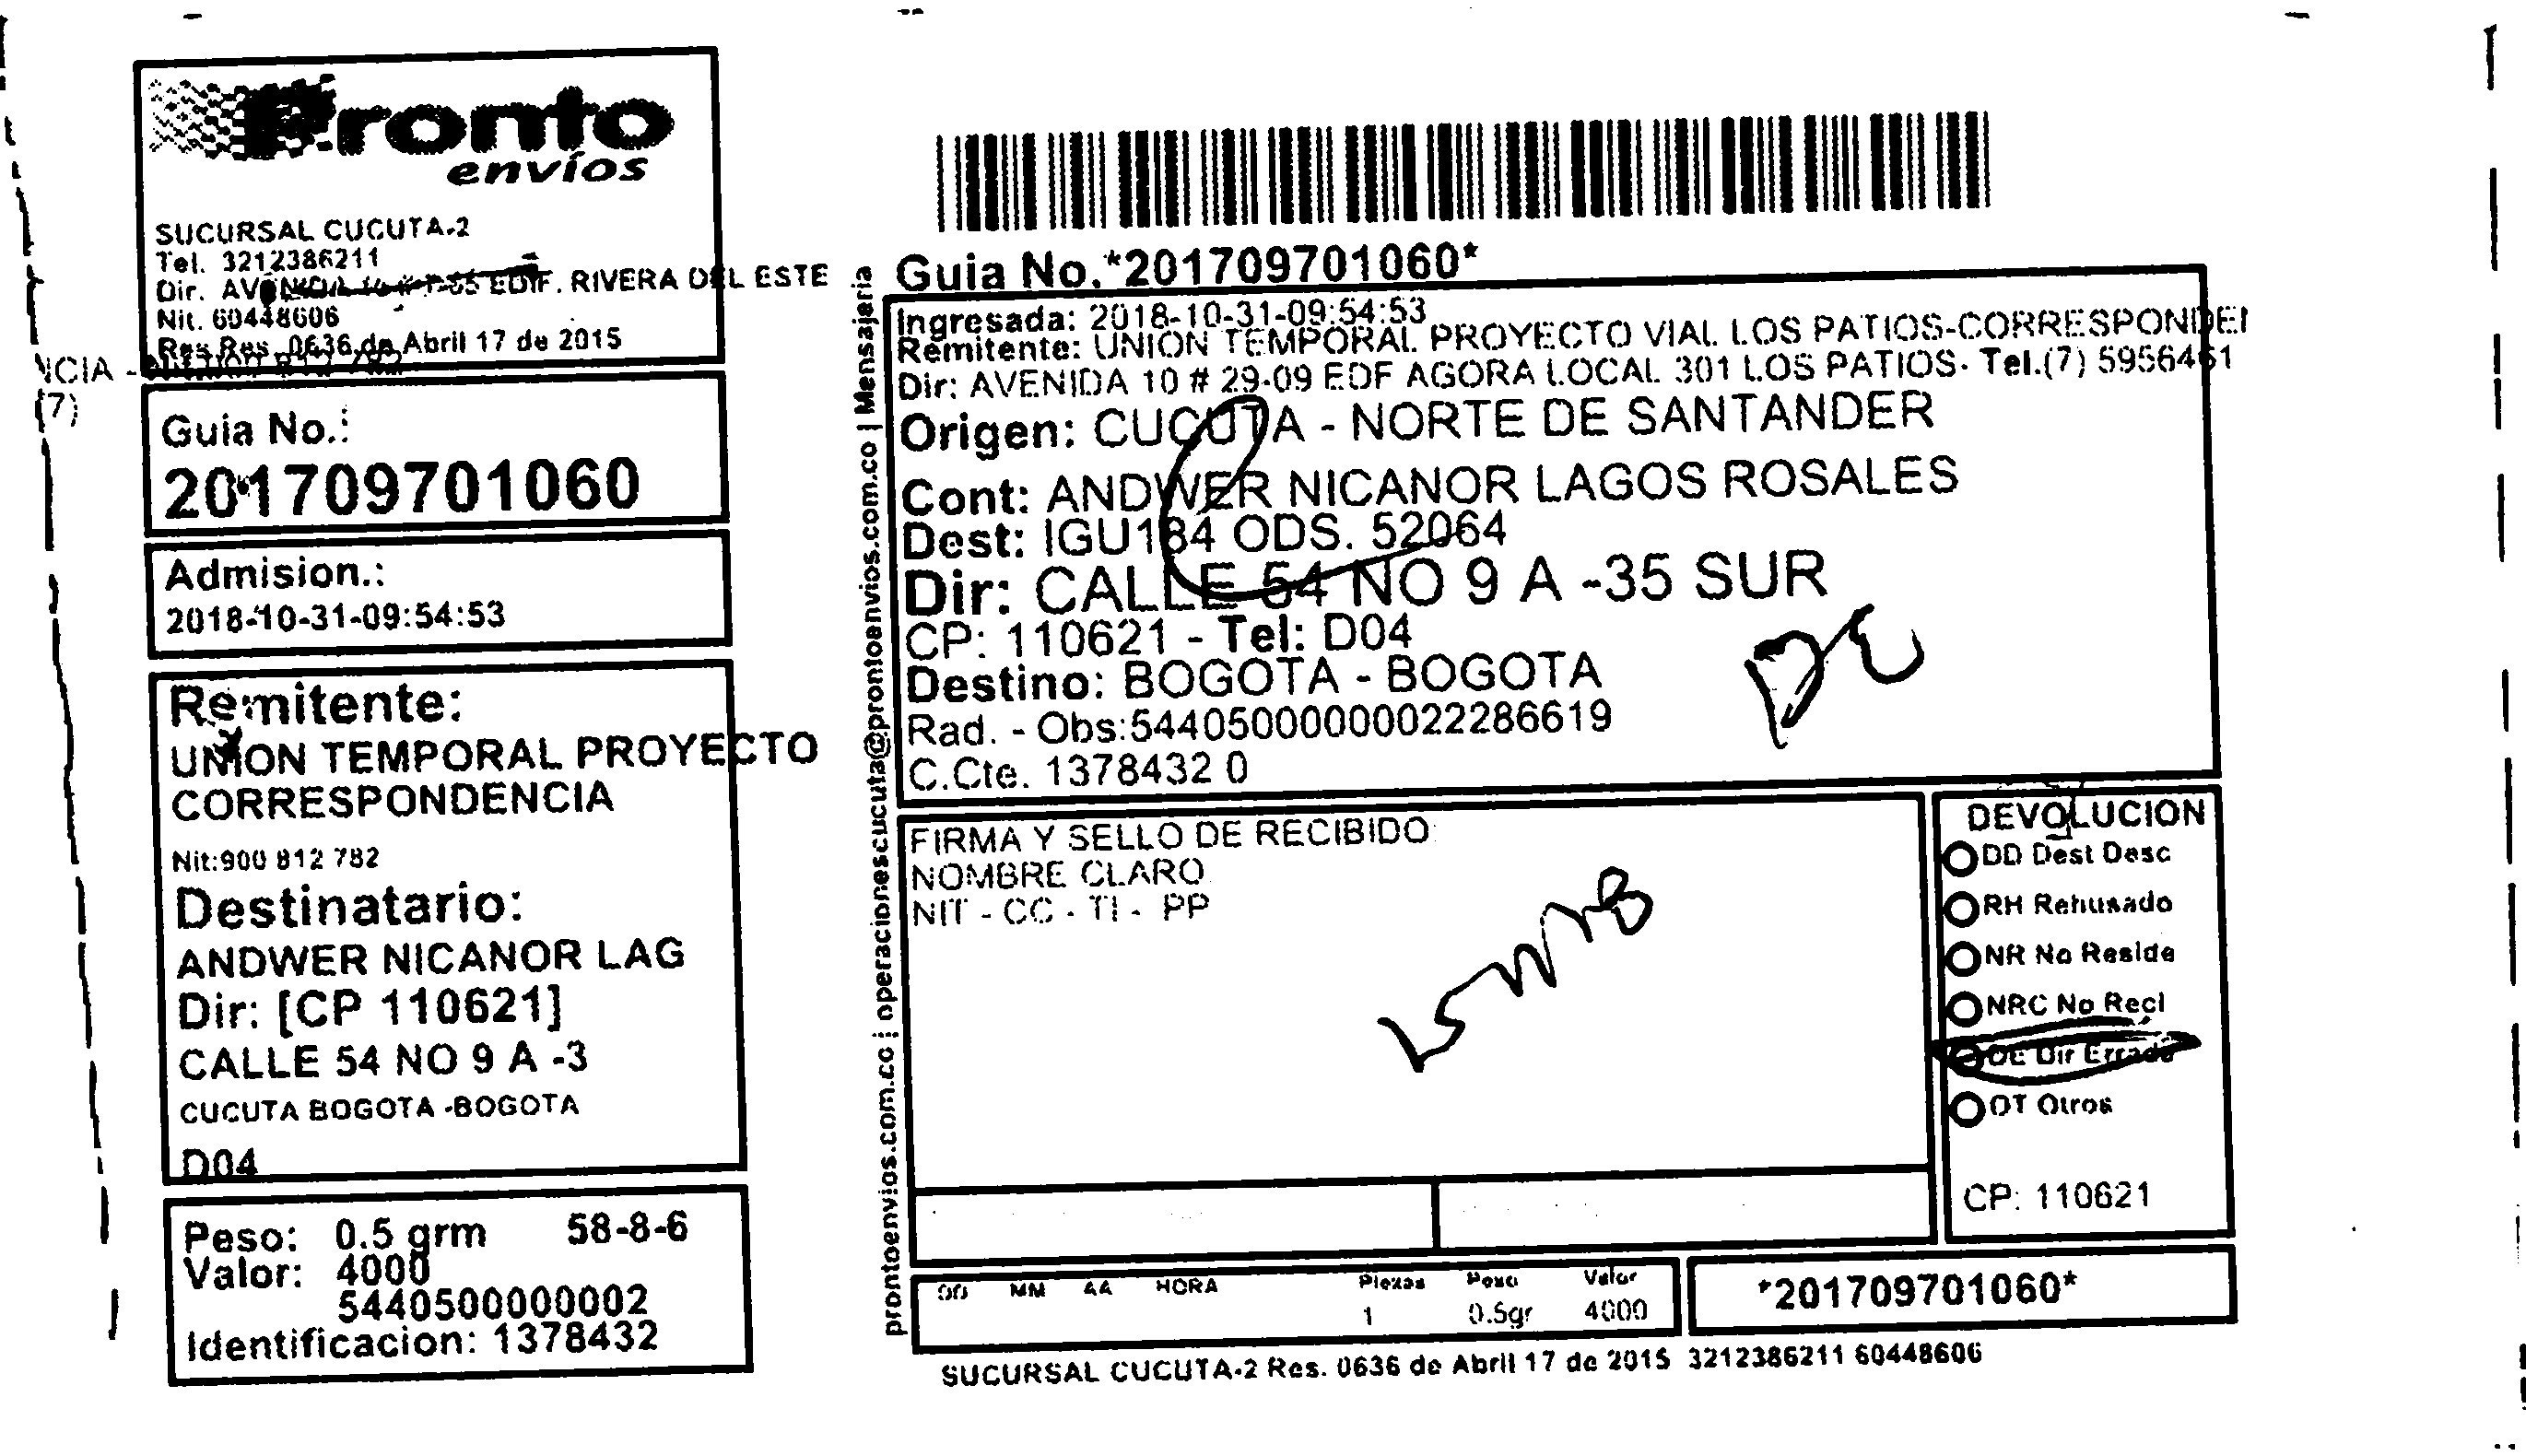 Pronto
envíos
SUCURSAL CUCUTA-2
Tel. 3212386211
Dir. AVENIDA EDIF. RIVERA DEL ESTE
Nit. 60448606
Res Res. 0636 de Abril 17 de 2015
NCIA -
(7)
Guia No.:
201709701060
Admision.:
2018-10-31-09:54:53
Remitente:
UNION TEMPORAL PROYECTO
CORRESPONDENCIA
Nit:900 812 782
Destinatario:
ANDWER NICANOR LAG
Dir: [CP 110621]
CALLE 54 NO 9 A -3
CUCUTA BOGOTA -BOGOTA
D04
Peso: 0.5 grm 58-8-6
Valor: 4000
5440500000002
Identificacion: 1378432
prontoenvios.com.co | operacionescucuta@prontoenvios.com.co | Mensajeria
Guia No.*201709701060*
Ingresada: 2018-10-31-09:54:53
Remitente: UNION TEMPORAL PROYECTO VIAL LOS PATIOS-CORRESPONDEN
Dir: AVENIDA 10 # 29-09 EDF AGORA LOCAL 301 LOS PATIOS- Tel.(7) 5956461
Origen: CUCUTA - NORTE DE SANTANDER
Cont: ANDWER NICANOR LAGOS ROSALES
Dest: IGU184 ODS. 52064
Dir: CALLE 54 NO 9 A -35 SUR
CP: 110621 - Tel: D04
Destino: BOGOTA - BOGOTA
Rad. - Obs:544050000000022286619
C.Cte. 1378432 0
DE
FIRMA Y SELLO DE RECIBIDO:
NOMBRE CLARO
NIT - CC - TI - PP
DEVOLUCION
DD Dest Desc
RH Rehusado
NR No Reside
NRC No Recl
DE Dir Errada
OT Otros
CP: 110621
DD MM AA HORA Piezas Peso Valor
1 0.5gr 4000
*201709701060*
SUCURSAL CUCUTA-2 Res. 0636 de Abril 17 de 2015 3212386211 60448606